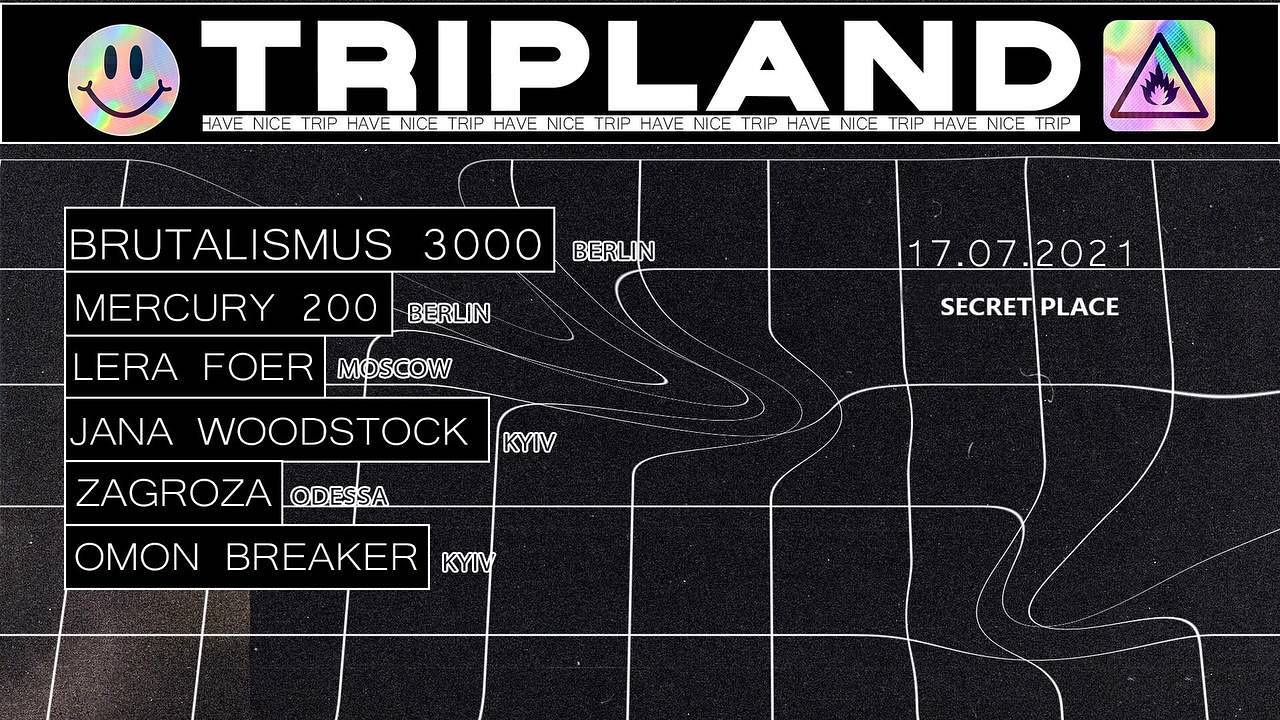 TRIPLAND
HAVE NICE TRIP HAVE NICE TRIP HAVE NICE TRIP HAVE NICE TRIP HAVE NICE TRIP HAVE NICE TRIP
BRUTALISMUS 3000 BERLIN
MERCURY 200 BERLIN
LERA FOER MOSCOW
JANA WOODSTOCK KYIV
ZAGROZA ODESSA
OMON BREAKER KYIV
17.07.2021
SECRET PLACE